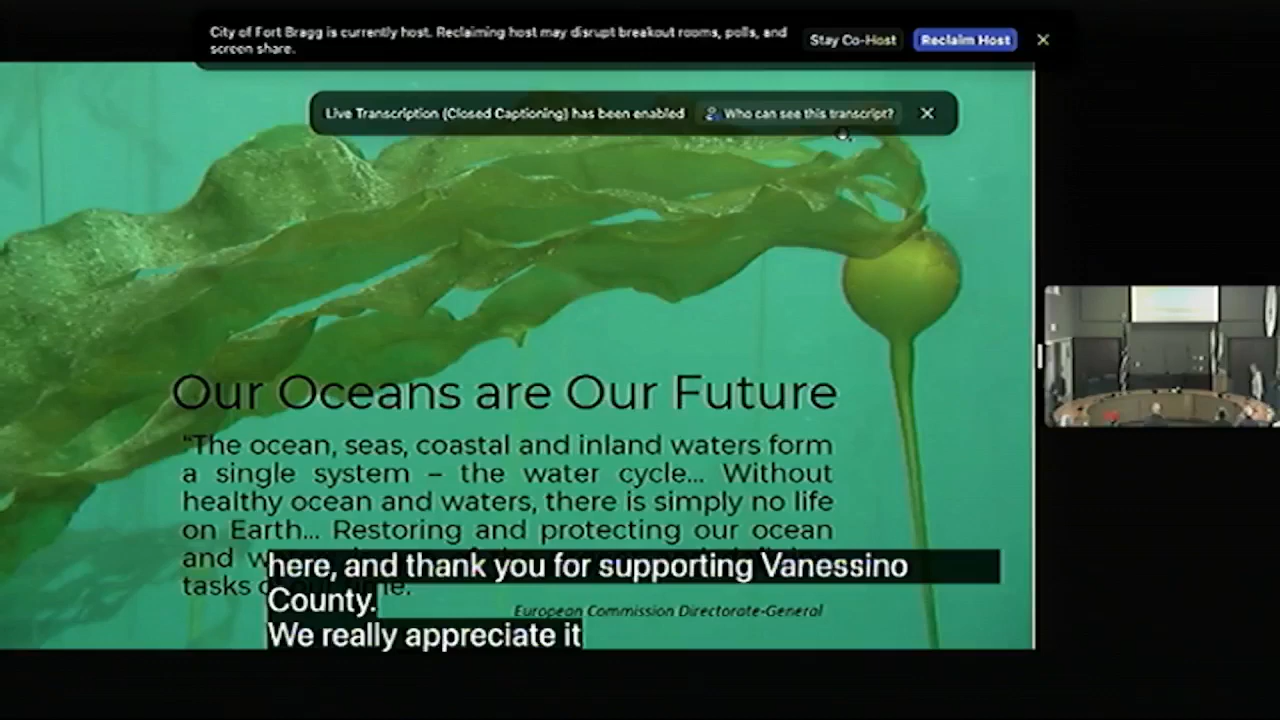 City of Fort Bragg is currently host. Reclaiming host may disrupt breakout rooms, polls, and
screen share.
Stay Co-Host
Reclaim Host
Live Transcription (Closed Captioning) has been enabled
Who can see this transcript?
Our Oceans are Our Future
"The ocean, seas, coastal and inland waters form
a single system – the water cycle... Without
healthy ocean and waters, there is simply no life
on Earth... Restoring and protecting our ocean
and
tasks
European Commission Directorate-General
here, and thank you for supporting Vanessino
County.
We really appreciate it